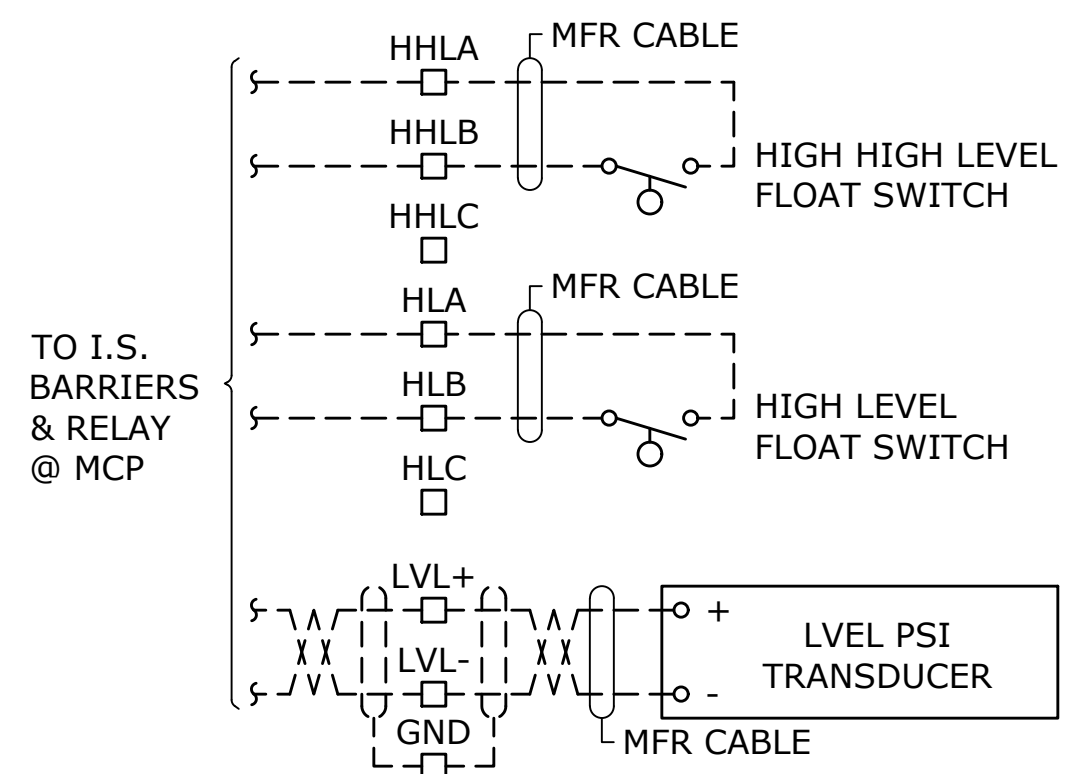 HHLA
MFR CABLE
HHLB
HIGH HIGH LEVEL
FLOAT SWITCH
HHLC
HLA
MFR CABLE
TO I.S.
BARRIERS
& RELAY
@ MCP
HLB
HIGH LEVEL
FLOAT SWITCH
HLC
LVL+
+
LVEL PSI
TRANSDUCER
LVL-
-
GND
MFR CABLE